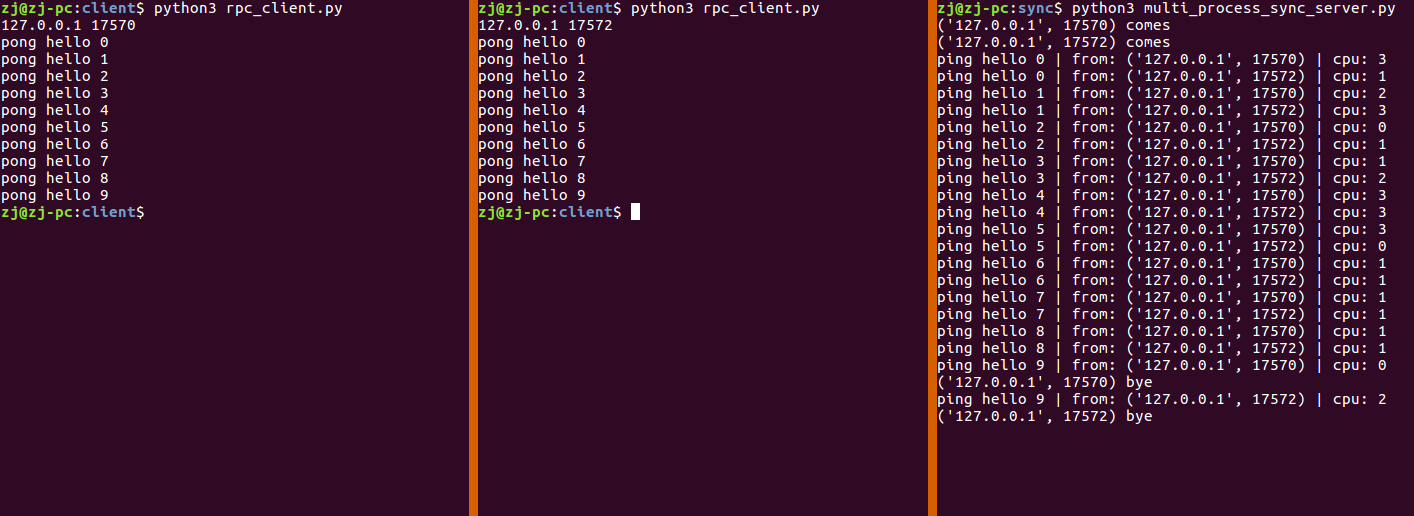 zj@zj-pc:client$ python3 rpc_client.py
127.0.0.1 17570
pong hello 0
pong hello 1
pong hello 2
pong hello 3
pong hello 4
pong hello 5
pong hello 6
pong hello 7
pong hello 8
pong hello 9
zj@zj-pc:client$
zj@zj-pc:client$ python3 rpc_client.py
127.0.0.1 17572
pong hello 0
pong hello 1
pong hello 2
pong hello 3
pong hello 4
pong hello 5
pong hello 6
pong hello 7
pong hello 8
pong hello 9
zj@zj-pc:client$
zj@zj-pc:sync$ python3 multi_process_sync_server.py
('127.0.0.1', 17570) comes
('127.0.0.1', 17572) comes
ping hello 0 | from: ('127.0.0.1', 17570) | cpu: 3
ping hello 0 | from: ('127.0.0.1', 17572) | cpu: 1
ping hello 1 | from: ('127.0.0.1', 17570) | cpu: 2
ping hello 1 | from: ('127.0.0.1', 17572) | cpu: 3
ping hello 2 | from: ('127.0.0.1', 17570) | cpu: 0
ping hello 2 | from: ('127.0.0.1', 17572) | cpu: 1
ping hello 3 | from: ('127.0.0.1', 17570) | cpu: 1
ping hello 3 | from: ('127.0.0.1', 17572) | cpu: 2
ping hello 4 | from: ('127.0.0.1', 17570) | cpu: 3
ping hello 4 | from: ('127.0.0.1', 17572) | cpu: 3
ping hello 5 | from: ('127.0.0.1', 17570) | cpu: 3
ping hello 5 | from: ('127.0.0.1', 17572) | cpu: 0
ping hello 6 | from: ('127.0.0.1', 17570) | cpu: 1
ping hello 6 | from: ('127.0.0.1', 17572) | cpu: 1
ping hello 7 | from: ('127.0.0.1', 17570) | cpu: 1
ping hello 7 | from: ('127.0.0.1', 17572) | cpu: 1
ping hello 8 | from: ('127.0.0.1', 17570) | cpu: 1
ping hello 8 | from: ('127.0.0.1', 17572) | cpu: 1
ping hello 9 | from: ('127.0.0.1', 17570) | cpu: 0
('127.0.0.1', 17570) bye
ping hello 9 | from: ('127.0.0.1', 17572) | cpu: 2
('127.0.0.1', 17572) bye